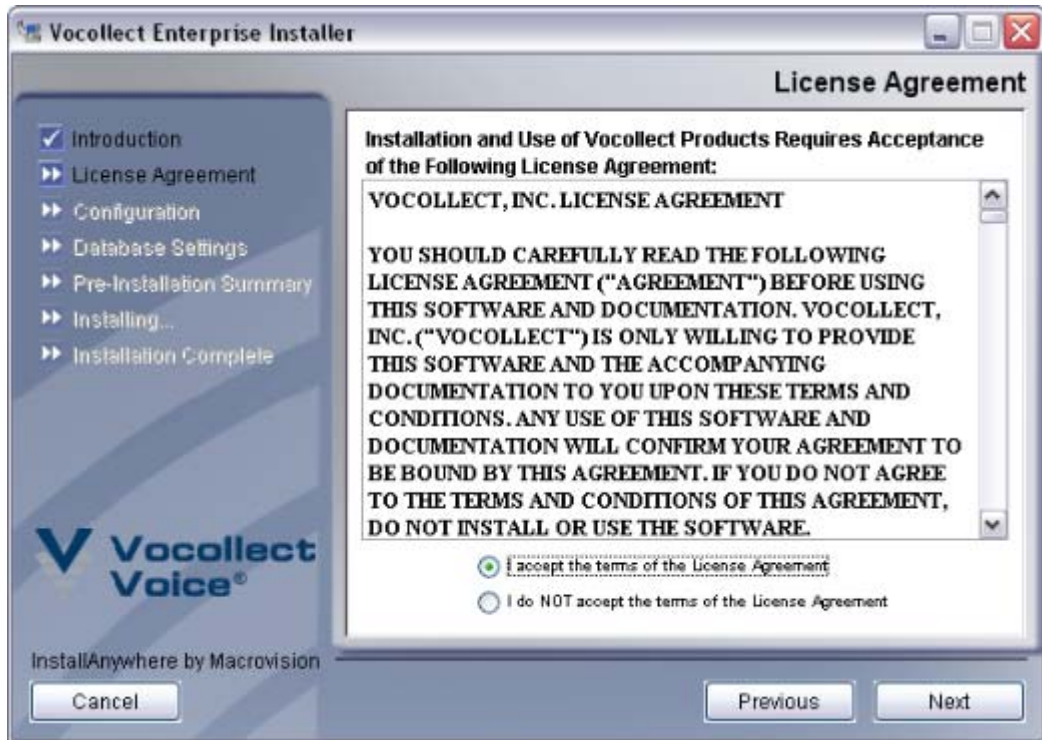 Vocollect Enterprise Installer
License Agreement
Introduction
License Agreement
Configuration
Database Settings
Pre-Installation Summary
Installing...
Installation Complete
Vocollect
Voice®
Installation and Use of Vocollect Products Requires Acceptance
of the Following License Agreement:
VOCOLLECT, INC. LICENSE AGREEMENT
YOU SHOULD CAREFULLY READ THE FOLLOWING
LICENSE AGREEMENT ("AGREEMENT") BEFORE USING
THIS SOFTWARE AND DOCUMENTATION. VOCOLLECT,
INC. ("VOCOLLECT") IS ONLY WILLING TO PROVIDE
THIS SOFTWARE AND THE ACCOMPANYING
DOCUMENTATION TO YOU UPON THESE TERMS AND
CONDITIONS. ANY USE OF THIS SOFTWARE AND
DOCUMENTATION WILL CONFIRM YOUR AGREEMENT TO
BE BOUND BY THIS AGREEMENT. IF YOU DO NOT AGREE
TO THE TERMS AND CONDITIONS OF THIS AGREEMENT,
DO NOT INSTALL OR USE THE SOFTWARE.
I accept the terms of the License Agreement
I do NOT accept the terms of the License Agreement
InstallAnywhere by Macrovision
Cancel
Previous
Next